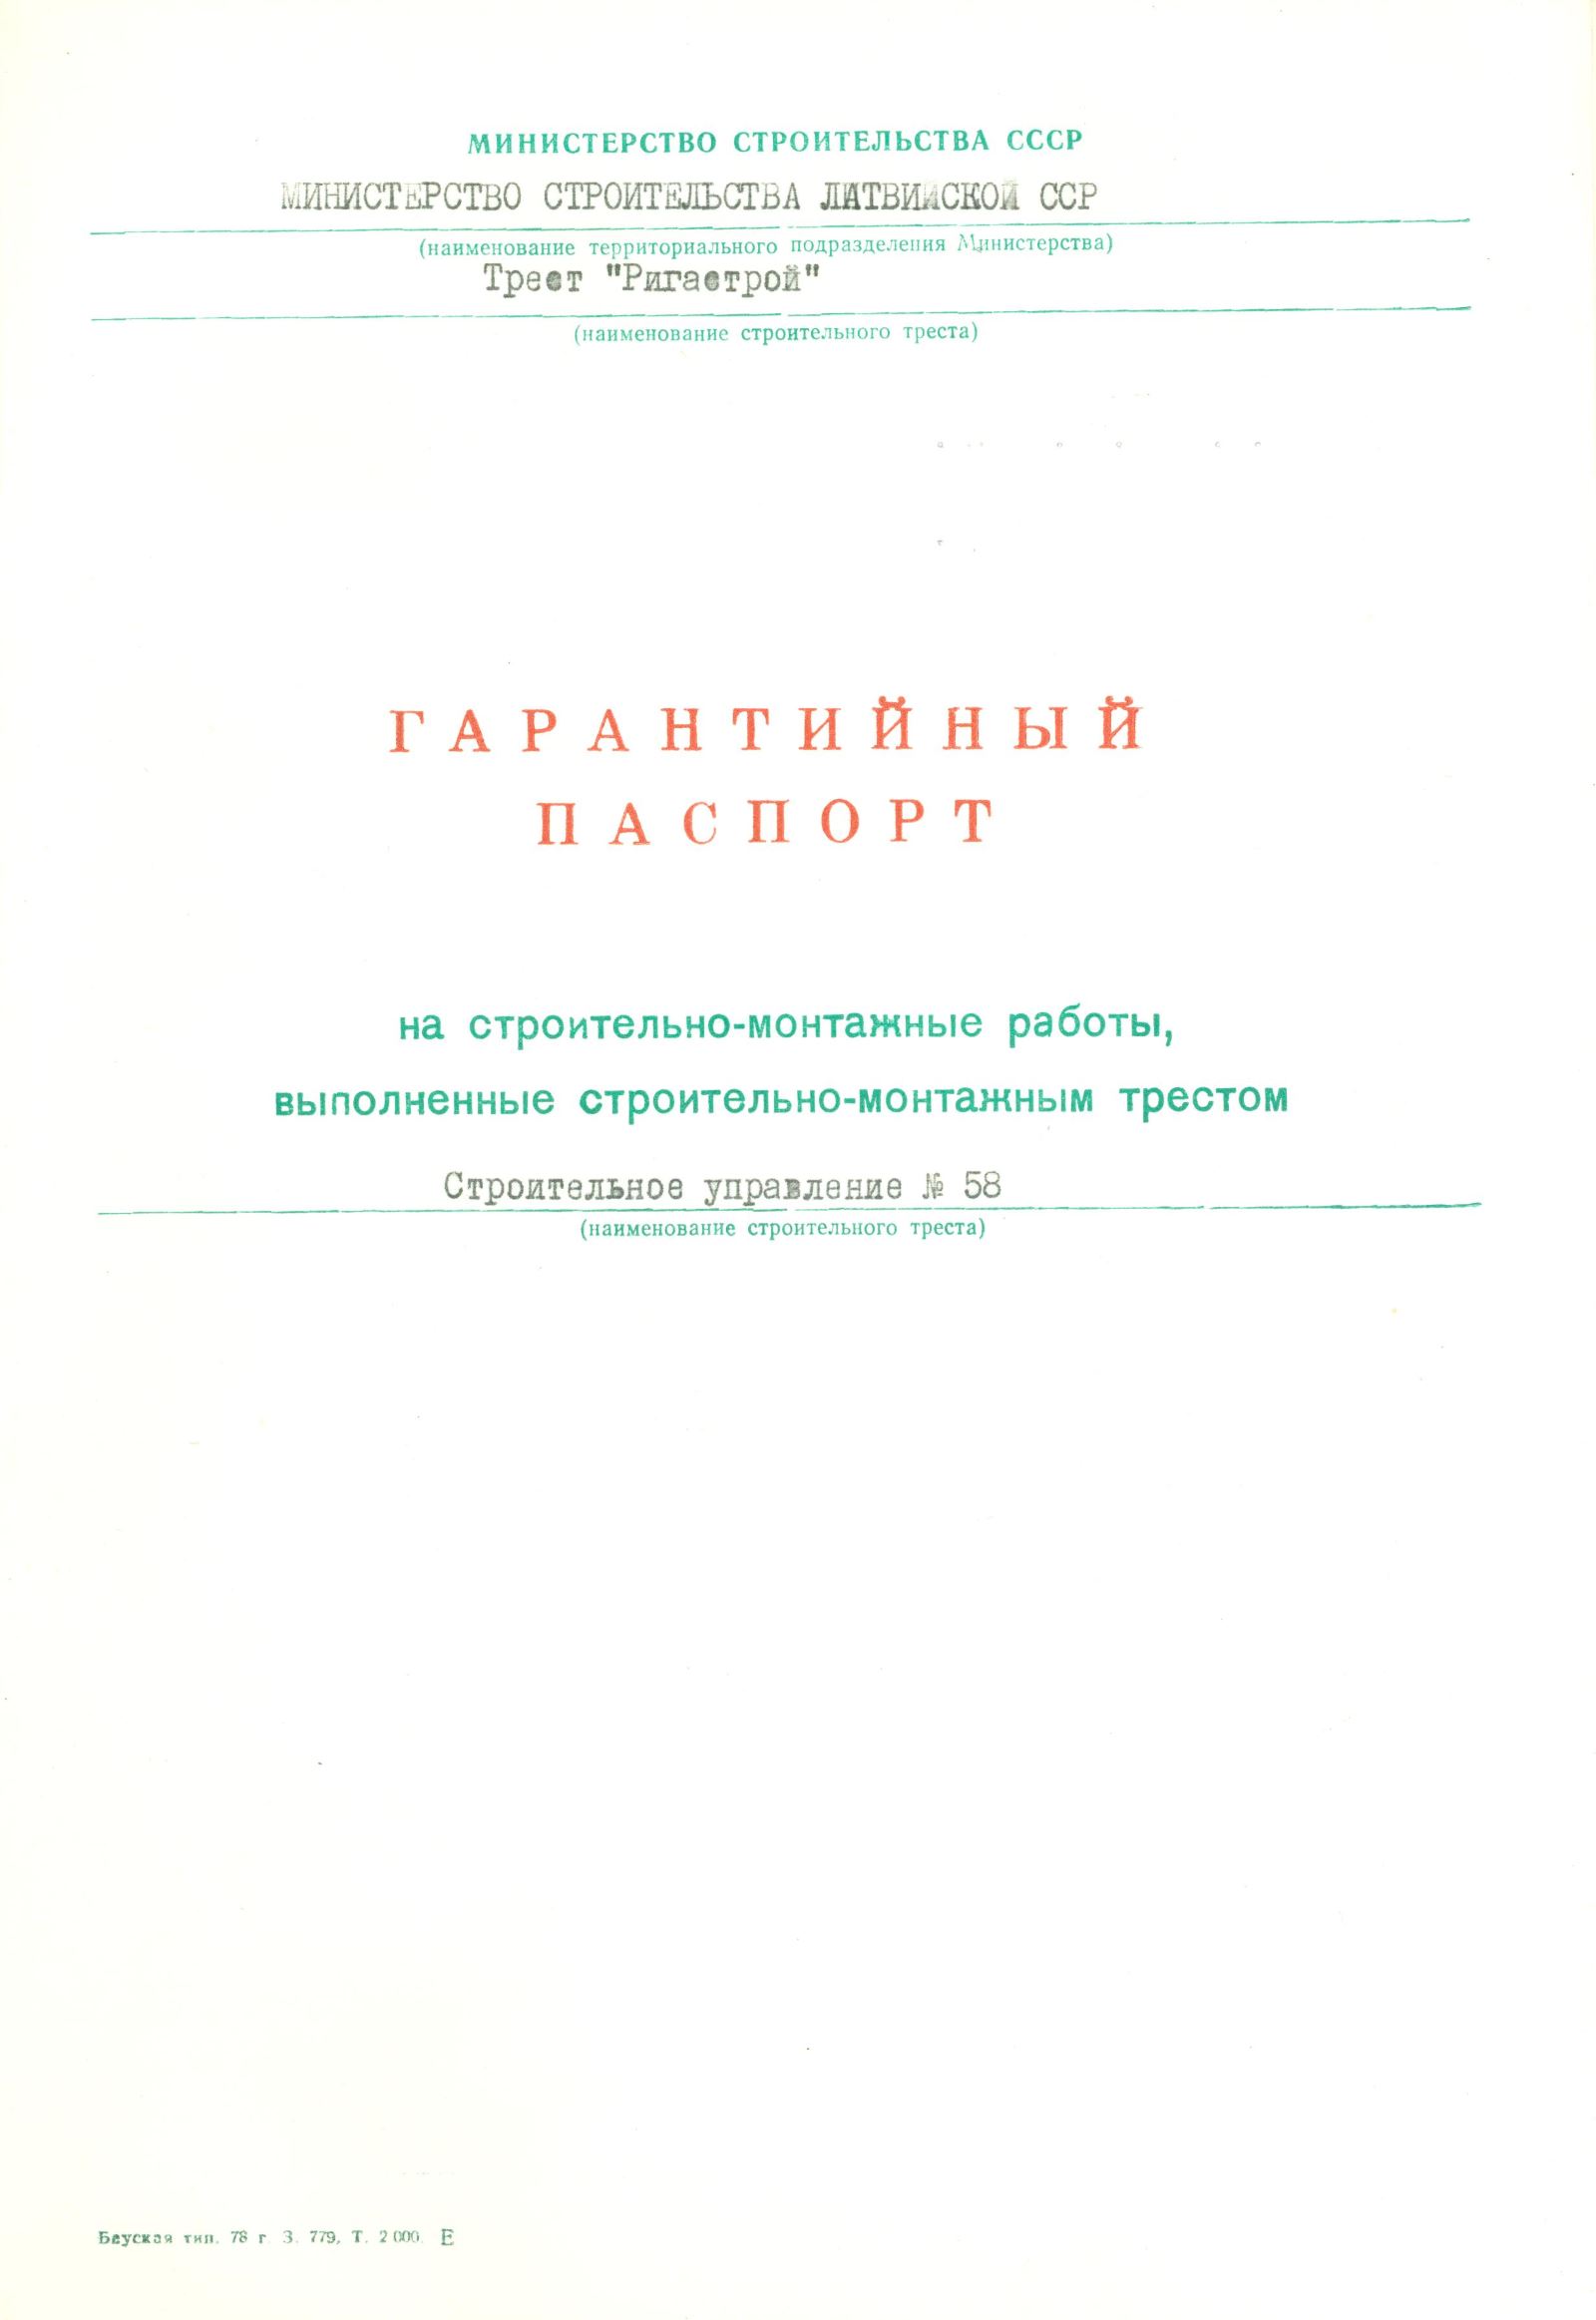 МИНИСТЕРСТВО СТРОИТЕЛЬСТВА СССР
МИНИСТЕРСТВО СТРОИТЕЛЬСТВА ЛАТВИЙСКОЙ ССР
(наименование территориального подразделения Министерства)
Трест "Ригастрой"
(наименование строительного треста)
ГАРАНТИЙНЫЙ
ПАСПОРТ
на строительно-монтажные работы,
выполненные строительно-монтажным трестом
Строительное управление № 58
(наименование строительного треста)
Бауская тип. 78 г. З. 779, Т. 2 000. Е